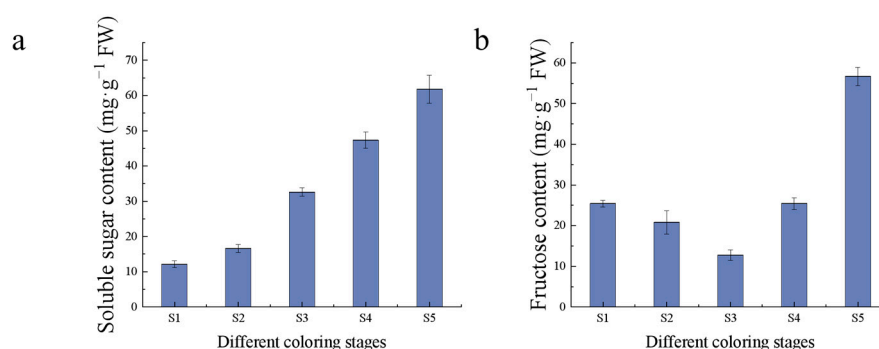 a
Soluble sugar content (mg·g⁻¹ FW)
70
60
50
40
30
20
10
0
S1 S2 S3 S4 S5
Different coloring stages
b
Fructose content (mg·g⁻¹ FW)
60
50
40
30
20
10
0
S1 S2 S3 S4 S5
Different coloring stages